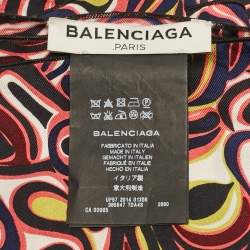 BALENCIAGA
.PARIS
BALENCIAGA
FABBRICATO IN ITALIA
MADE IN ITALY
FABRIQUÉ EN ITALIE
GEMACHT IN ITALIEN
FABRICADO EN ITALIA
HECHO EN ITALIA
イタリア製
意大利制造